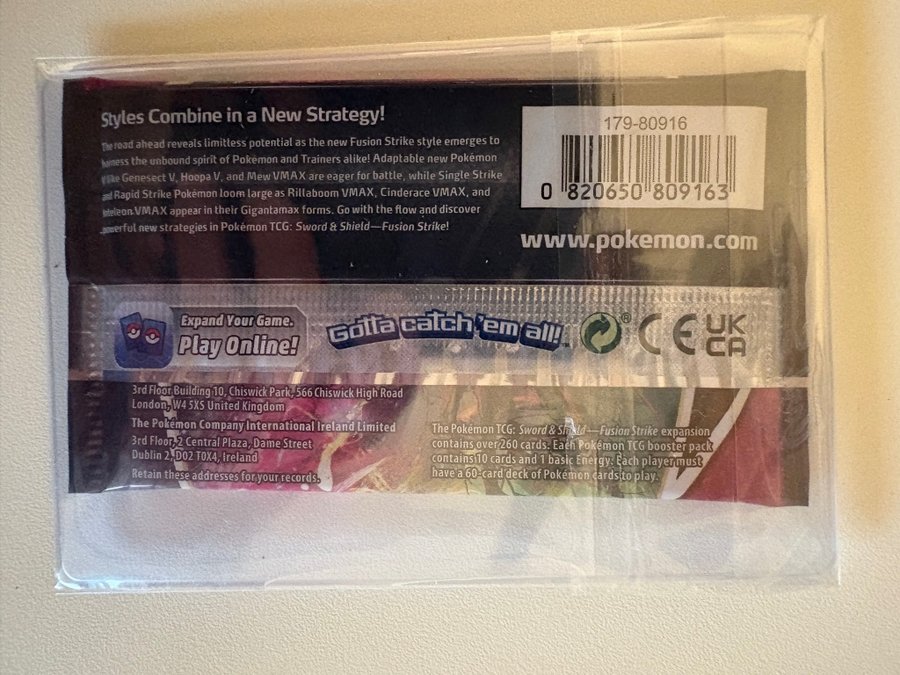 Styles Combine in a New Strategy!
The road ahead reveals limitless potential as the new Fusion Strike style emerges to
harness the unbound spirit of Pokémon and Trainers alike! Adaptable new Pokémon
like Genesect V, Hoopa V, and Mew VMAX are eager for battle, while Single Strike
and Rapid Strike Pokémon loom large as Rillaboom VMAX, Cinderace VMAX, and
Inteleon VMAX appear in their Gigantamax forms. Go with the flow and discover
powerful new strategies in Pokémon TCG: Sword & Shield—Fusion Strike!
179-80916
0 820650 809163
www.pokemon.com
Expand Your Game.
Play Online!
Gotta catch 'em all!™
®
CE
UK
CA
3rd Floor Building 10, Chiswick Park, 566 Chiswick High Road
London, W4 5XS United Kingdom
The Pokémon Company International Ireland Limited
3rd Floor, 2 Central Plaza, Dame Street
Dublin 2, D02 T0X4, Ireland
Retain these addresses for your records.
The Pokémon TCG: Sword & Shield—Fusion Strike expansion
contains over 260 cards. Each Pokémon TCG booster pack
contains 10 cards and 1 basic Energy. Each player must
have a 60-card deck of Pokémon cards to play.